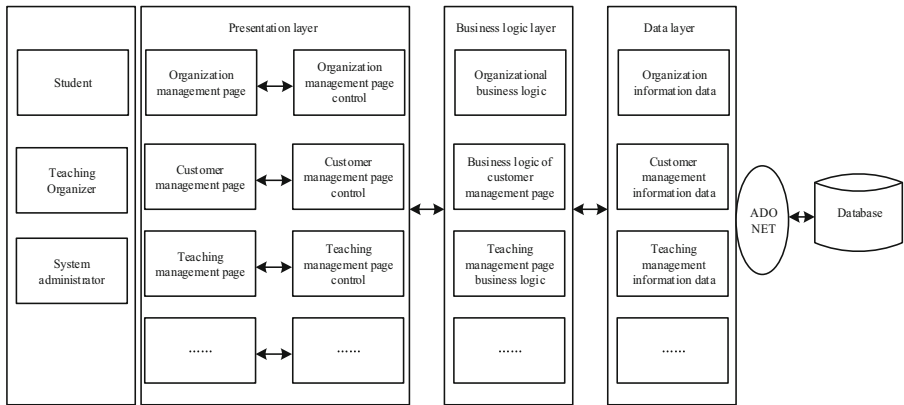 Presentation layer
Business logic layer
Data layer
Student
Organization
management page
Organization
management page
control
Organizational
business logic
Organization
information data
Teaching
Organizer
Customer
management page
Customer
management page
control
Business logic of
customer
management page
Customer
management
information data
ADO
NET
Database
System
administrator
Teaching
management page
Teaching
management page
control
Teaching
management page
business logic
Teaching
management
information data
......
......
......
......